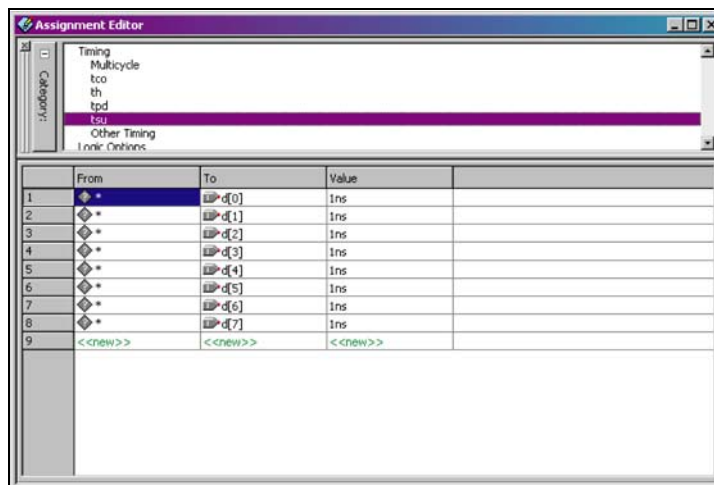 Assignment Editor
Category:
Timing
Multicycle
tco
th
tpd
tsu
Other Timing
Logic Options
From To Value
1 * d[0] 1ns
2 * d[1] 1ns
3 * d[2] 1ns
4 * d[3] 1ns
5 * d[4] 1ns
6 * d[5] 1ns
7 * d[6] 1ns
8 * d[7] 1ns
9 <<new>> <<new>> <<new>>